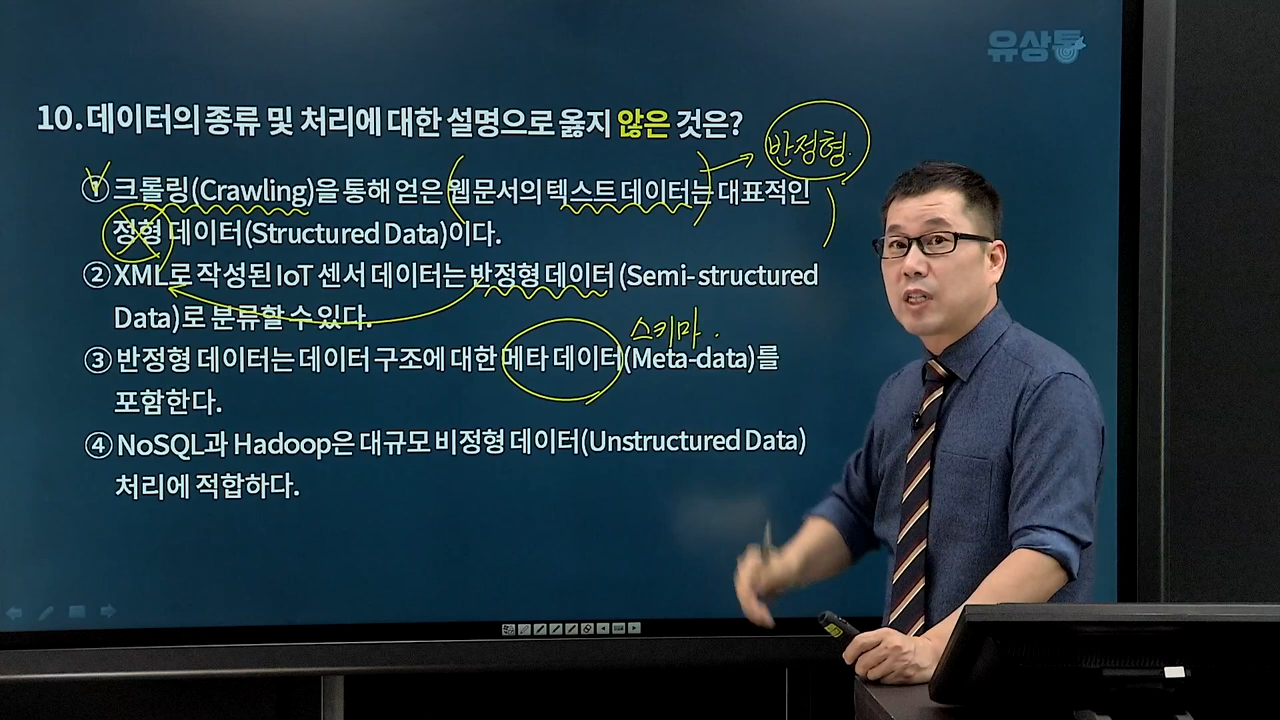 유상통
10. 데이터의 종류 및 처리에 대한 설명으로 옳지 않은 것은?
반정형.
① 크롤링(Crawling)을 통해 얻은 웹문서의 텍스트 데이터는 대표적인
정형 데이터(Structured Data)이다.
② XML로 작성된 IoT 센서 데이터는 반정형 데이터 (Semi-structured
Data)로 분류할 수 있다.
스키마.
③ 반정형 데이터는 데이터 구조에 대한 메타 데이터(Meta-data)를
포함한다.
④ NoSQL과 Hadoop은 대규모 비정형 데이터(Unstructured Data)
처리에 적합하다.